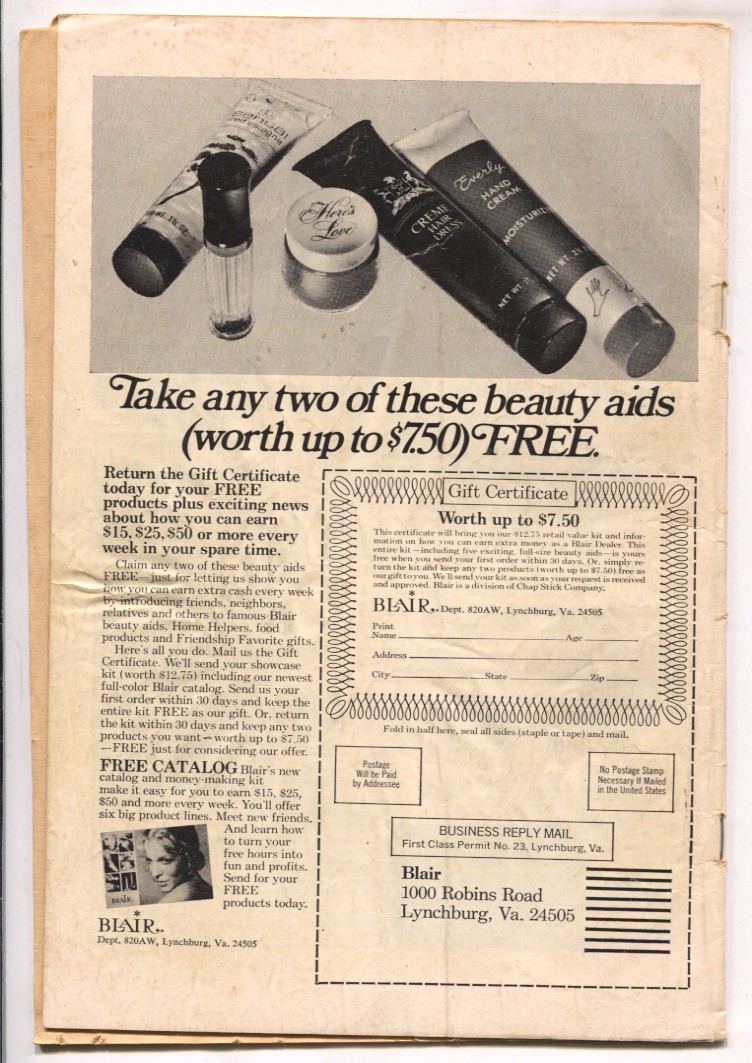 sensual
Here's
Love
CREME
HAIR
DRESS
NET WT.
Everly
HAND
CREAM
MOISTURIZ
NET WT.
Take any two of these beauty aids
(worth up to $7.50) FREE.
Return the Gift Certificate
today for your FREE
products plus exciting news
about how you can earn
$15, $25, $50 or more every
week in your spare time.
Claim any two of these beauty aids
FREE—just for letting us show you
how you can earn extra cash every week
by introducing friends, neighbors,
relatives and others to famous Blair
beauty aids, Home Helpers, food
products and Friendship Favorite gifts.
Here's all you do. Mail us the Gift
Certificate. We'll send your showcase
kit (worth $12.75) including our newest
full-color Blair catalog. Send us your
first order within 30 days and keep the
entire kit FREE as our gift. Or, return
the kit within 30 days and keep any two
products you want—worth up to $7.50
—FREE just for considering our offer.
FREE CATALOG Blair's new
catalog and money-making kit
make it easy for you to earn $15, $25,
$50 and more every week. You'll offer
six big product lines. Meet new friends.
And learn how
to turn your
free hours into
fun and profits.
Send for your
FREE
products today.
BLAIR
BLAIR
Dept. 820AW, Lynchburg, Va. 24505
Gift Certificate
Worth up to $7.50
This certificate will bring you our $12.75 retail value kit and infor-
mation on how you can earn extra money as a Blair Dealer. This
entire kit—including five exciting, full-size beauty aids—is yours
free when you send your first order within 30 days. Or, simply re-
turn the kit and keep any two products (worth up to $7.50) free as
our gift to you. We'll send your kit as soon as your request is received
and approved. Blair is a division of Chap Stick Company.
BLAIR, Dept. 820AW, Lynchburg, Va. 24505
Print
Name Age
Address
City State Zip
Fold in half here, seal all sides (staple or tape) and mail.
Postage
Will be Paid
by Addressee
No Postage Stamp
Necessary If Mailed
in the United States
BUSINESS REPLY MAIL
First Class Permit No. 23, Lynchburg, Va.
Blair
1000 Robins Road
Lynchburg, Va. 24505